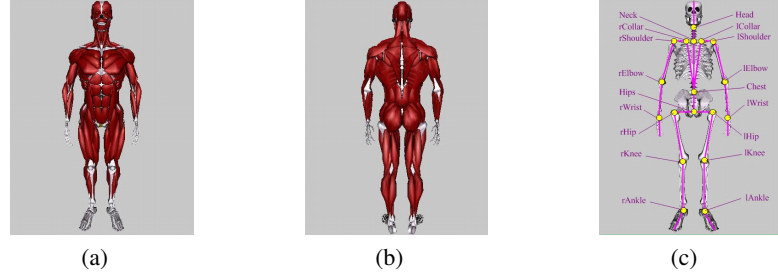 Neck Head
rCollar lCollar
rShoulder lShoulder
rElbow lElbow
Hips Chest
rWrist lWrist
rHip lHip
rKnee lKnee
rAnkle lAnkle
(a) (b) (c)